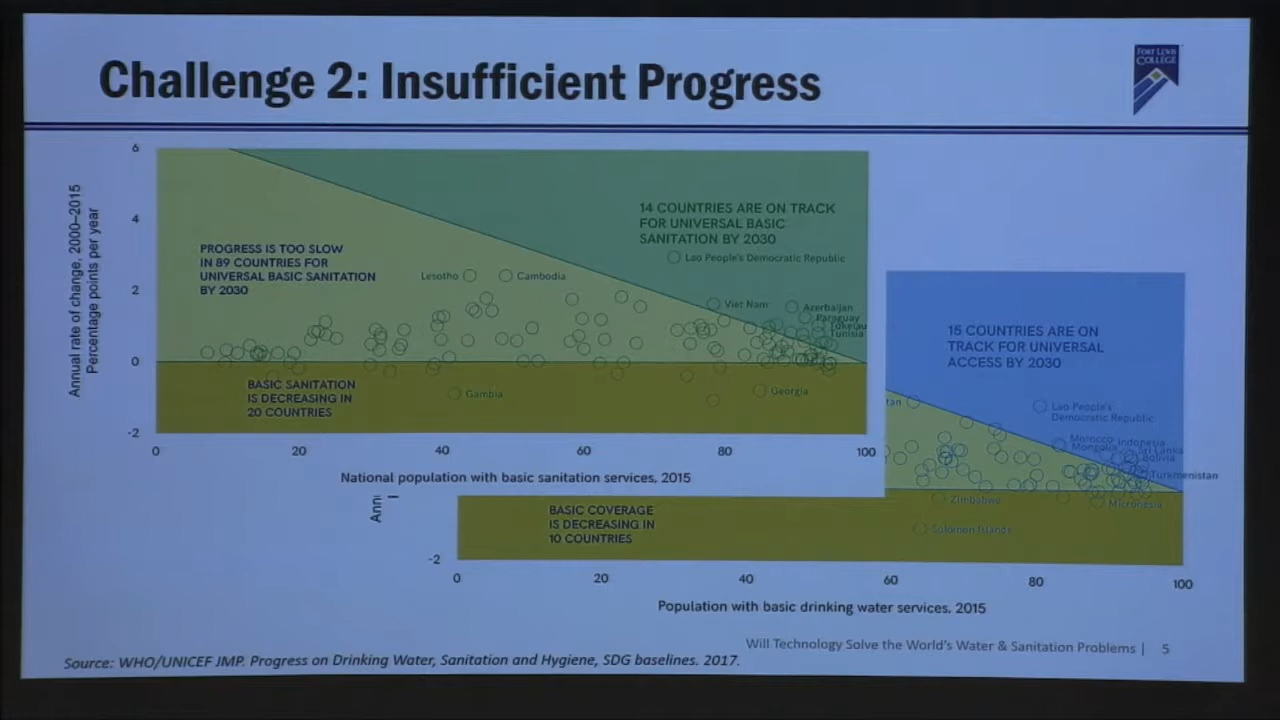 Challenge 2: Insufficient Progress
FORT LEWIS
COLLEGE
Annual rate of change, 2000–2015
Percentage points per year
6
4
2
0
-2
PROGRESS IS TOO SLOW
IN 89 COUNTRIES FOR
UNIVERSAL BASIC SANITATION
BY 2030
14 COUNTRIES ARE ON TRACK
FOR UNIVERSAL BASIC
SANITATION BY 2030
Lao People's Democratic Republic
Lesotho
Cambodia
Viet Nam
Azerbaijan
Paraguay
Tokelau
Tunisia
BASIC SANITATION
IS DECREASING IN
20 COUNTRIES
Gambia
Georgia
0 20 40 60 80 100
National population with basic sanitation services, 2015
15 COUNTRIES ARE ON
TRACK FOR UNIVERSAL
ACCESS BY 2030
tan
Lao People's
Democratic Republic
Morocco
Indonesia
Mongolia
Sri Lanka
Bolivia
Turkmenistan
Zimbabwe
Micronesia
Solomon Islands
Ann
BASIC COVERAGE
IS DECREASING IN
10 COUNTRIES
-2
0 20 40 60 80 100
Population with basic drinking water services, 2015
Will Technology Solve the World's Water & Sanitation Problems | 5
Source: WHO/UNICEF JMP. Progress on Drinking Water, Sanitation and Hygiene, SDG baselines. 2017.